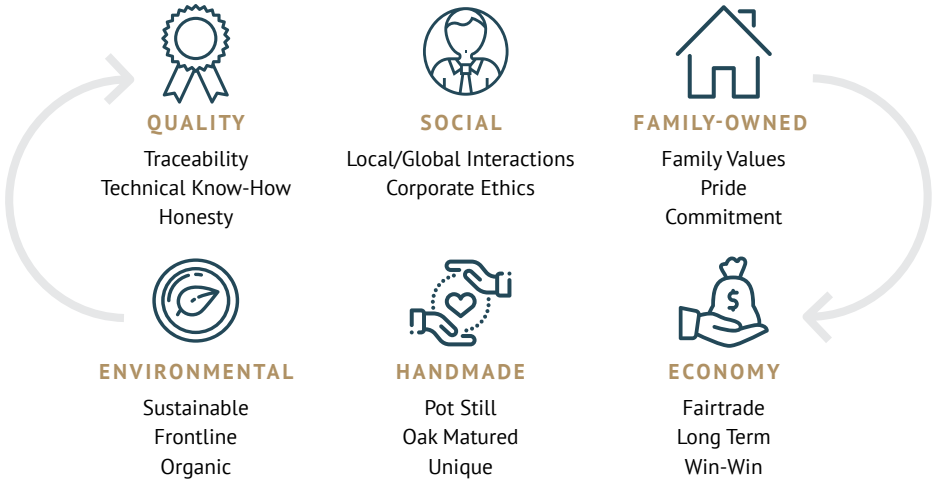 QUALITY
Traceability
Technical Know-How
Honesty
SOCIAL
Local/Global Interactions
Corporate Ethics
FAMILY-OWNED
Family Values
Pride
Commitment
ENVIRONMENTAL
Sustainable
Frontline
Organic
HANDMADE
Pot Still
Oak Matured
Unique
$
ECONOMY
Fairtrade
Long Term
Win-Win